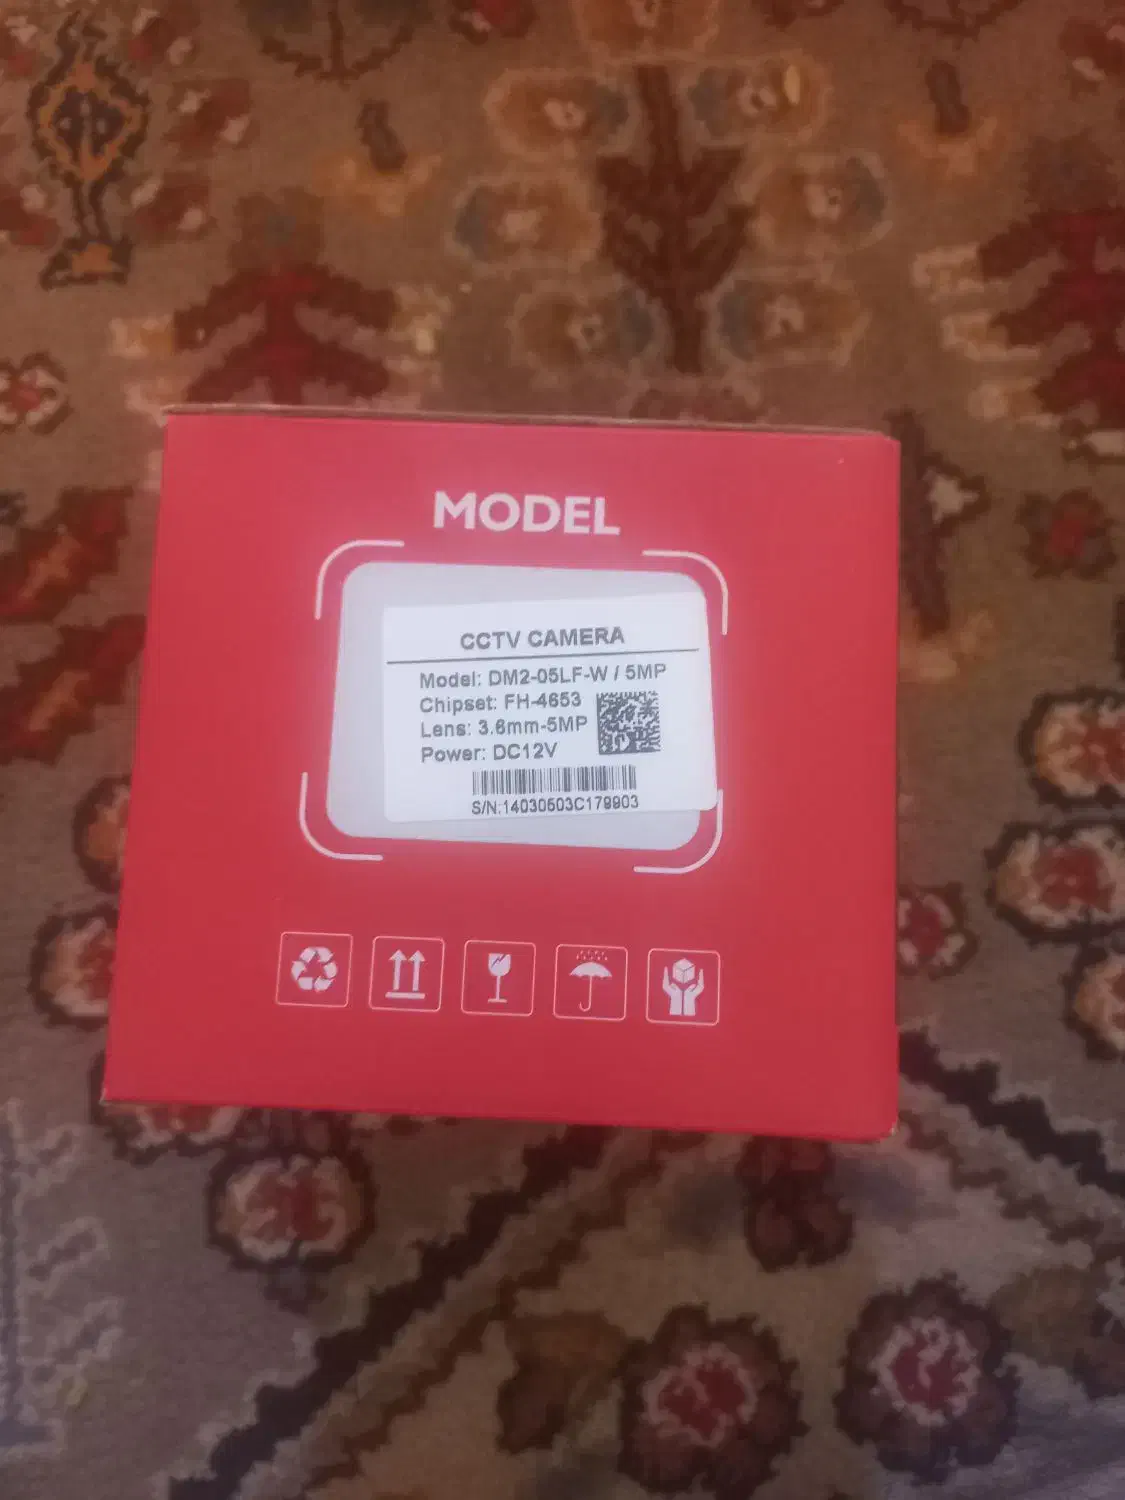 MODEL
CCTV CAMERA
Model: DM2-05LF-W / 5MP
Chipset: FH-4653
Lens: 3.6mm-5MP
Power: DC12V
S/N:14030503C179903